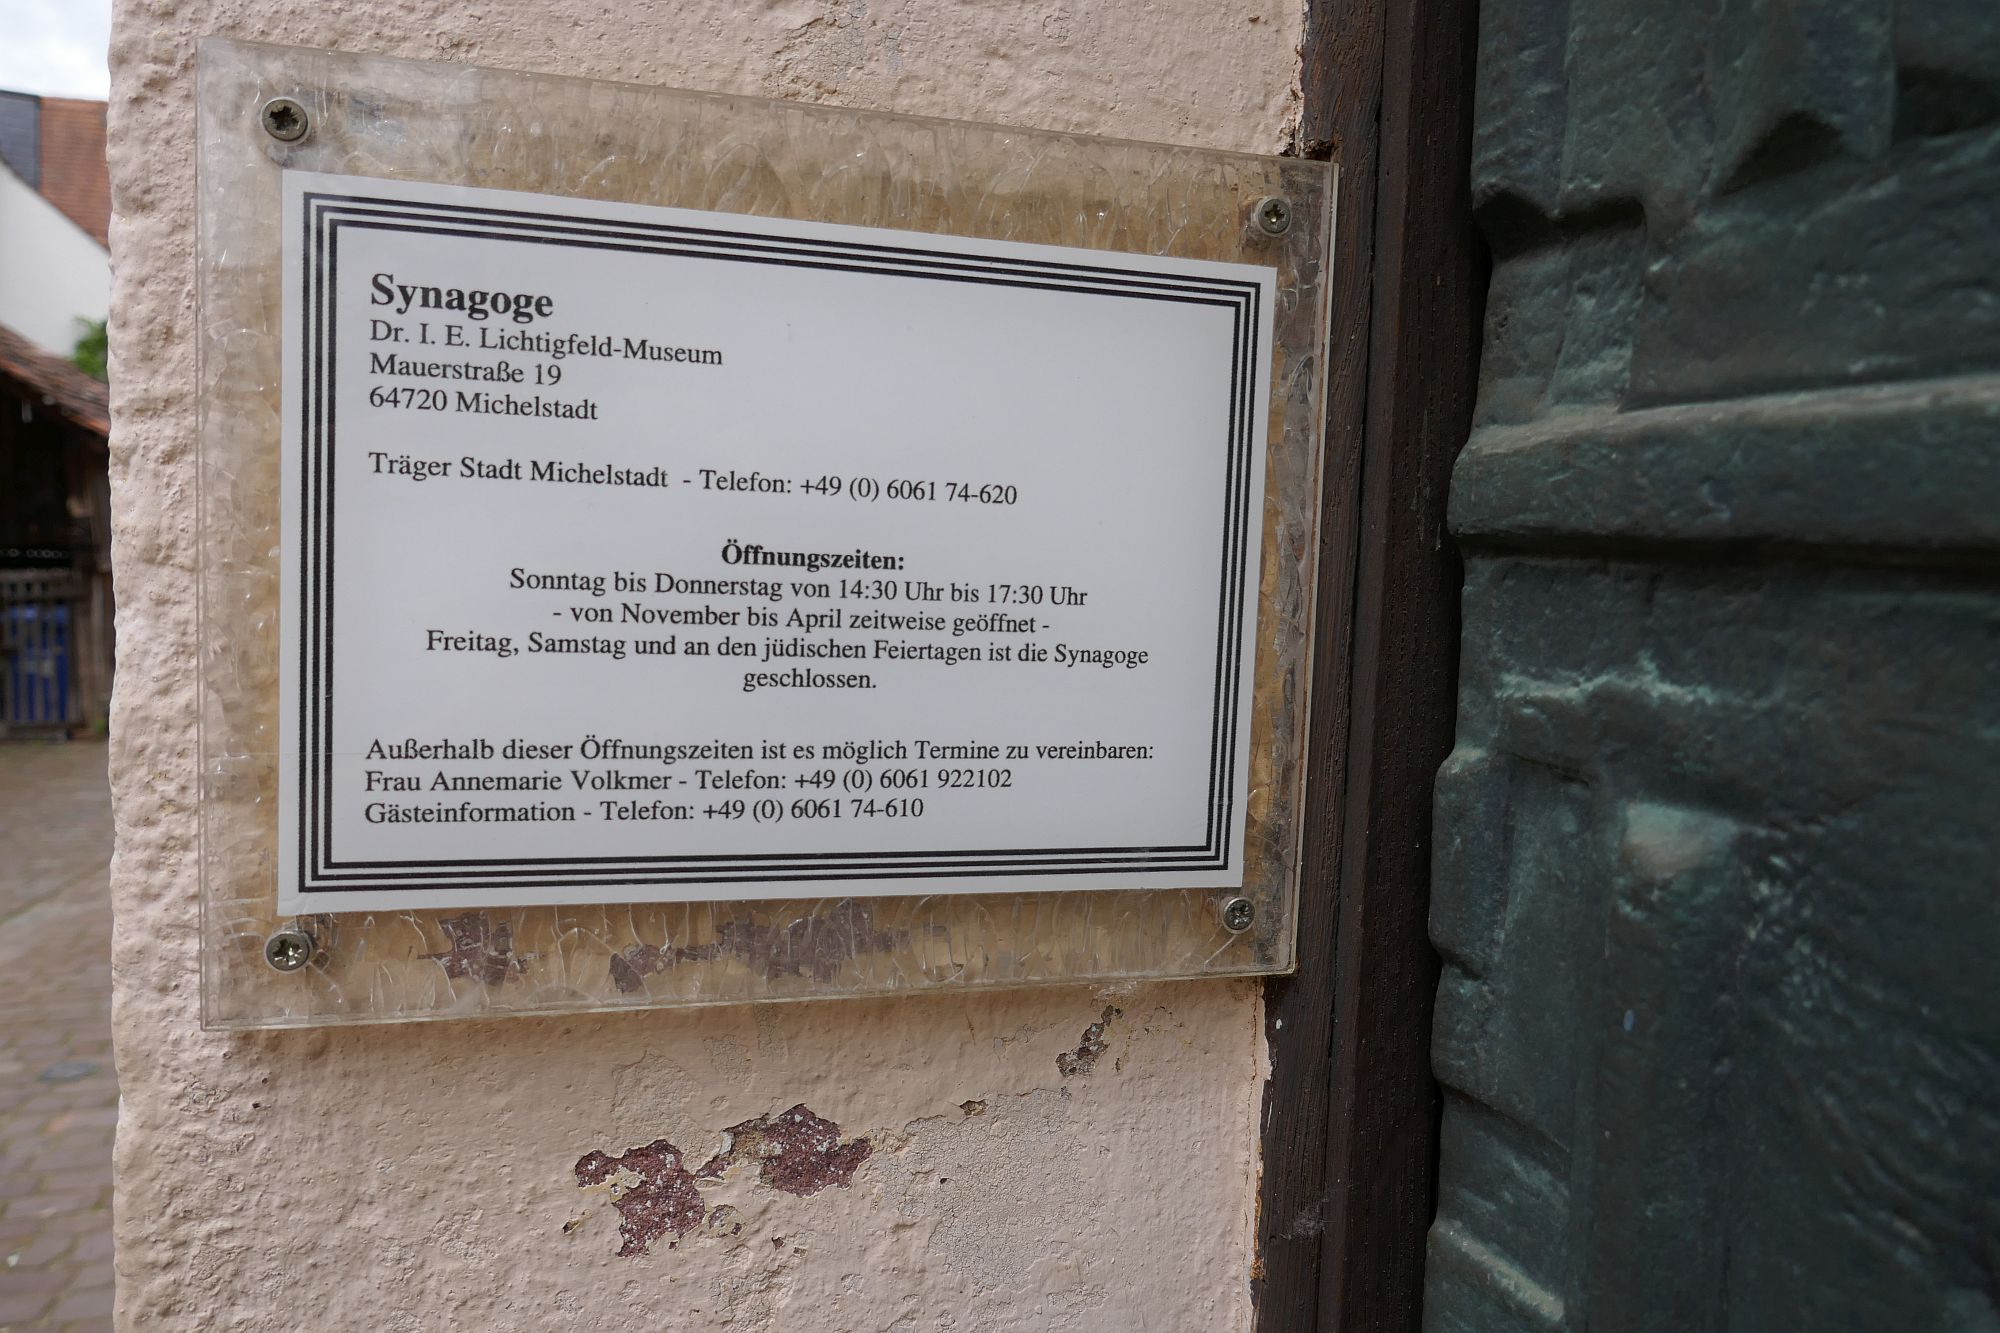 Synagoge
Dr. I. E. Lichtigfeld-Museum
Mauerstraße 19
64720 Michelstadt
Träger Stadt Michelstadt - Telefon: +49 (0) 6061 74-620
Öffnungszeiten:
Sonntag bis Donnerstag von 14:30 Uhr bis 17:30 Uhr
- von November bis April zeitweise geöffnet -
Freitag, Samstag und an den jüdischen Feiertagen ist die Synagoge
geschlossen.
Außerhalb dieser Öffnungszeiten ist es möglich Termine zu vereinbaren:
Frau Annemarie Volkmer - Telefon: +49 (0) 6061 922102
Gästeinformation - Telefon: +49 (0) 6061 74-610